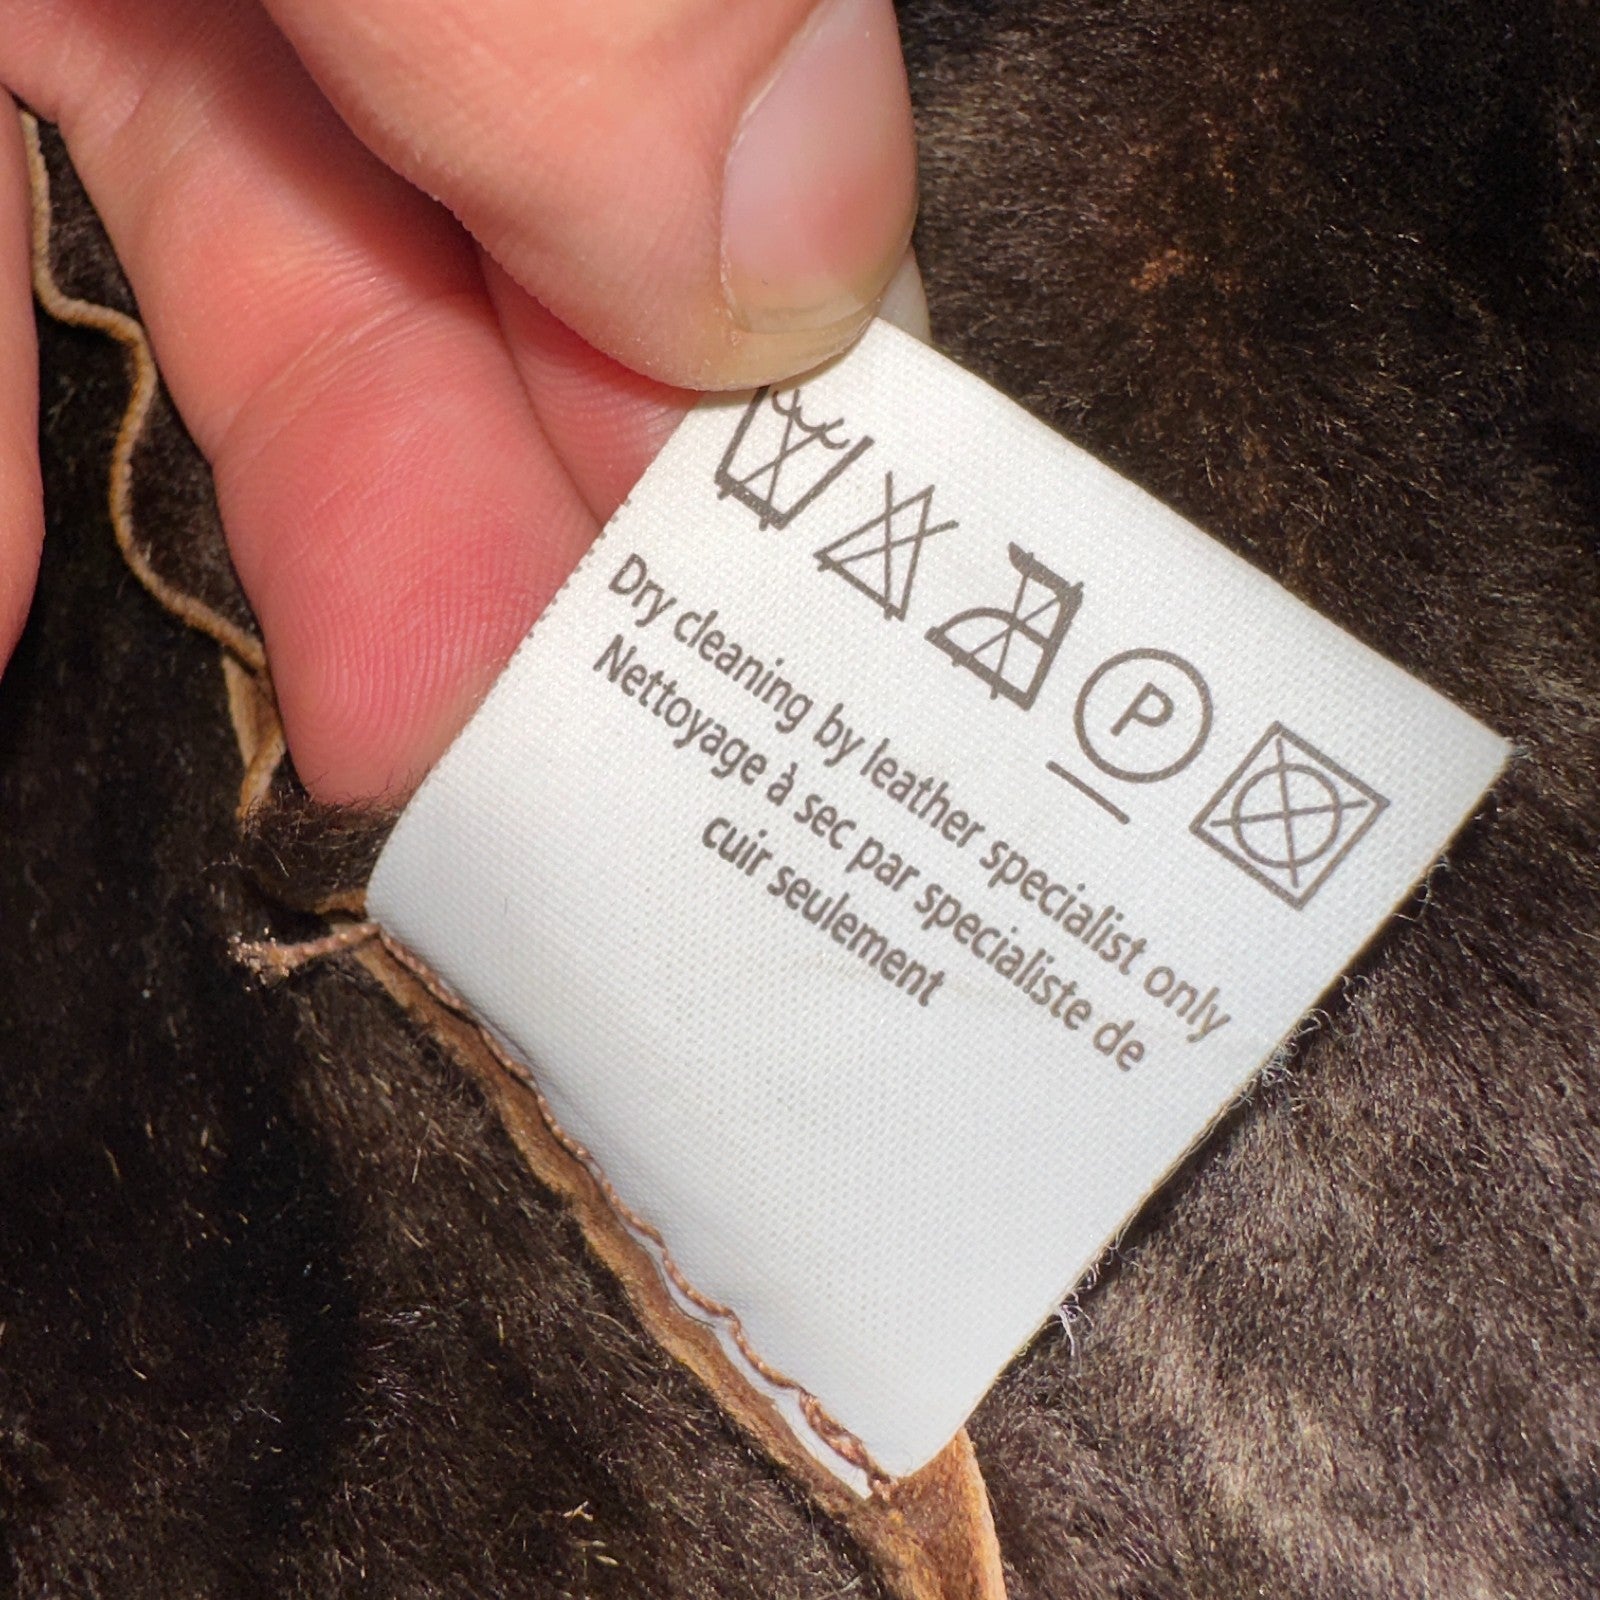 P
Dry cleaning by leather specialist only
Nettoyage à sec par specialiste de
cuir seulement